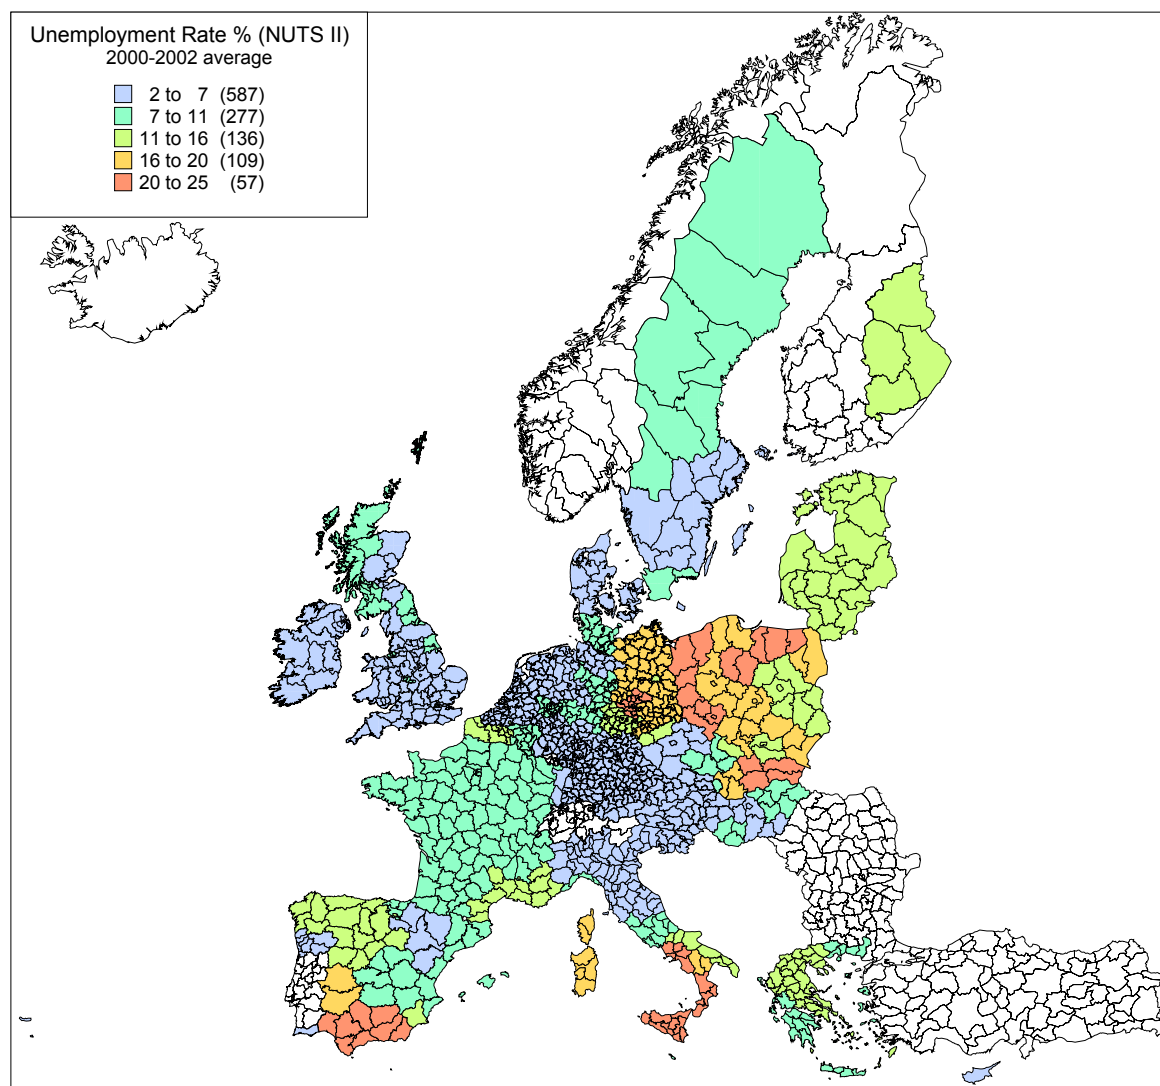 Unemployment Rate % (NUTS II)
2000-2002 average
2 to 7 (587)
7 to 11 (277)
11 to 16 (136)
16 to 20 (109)
20 to 25 (57)